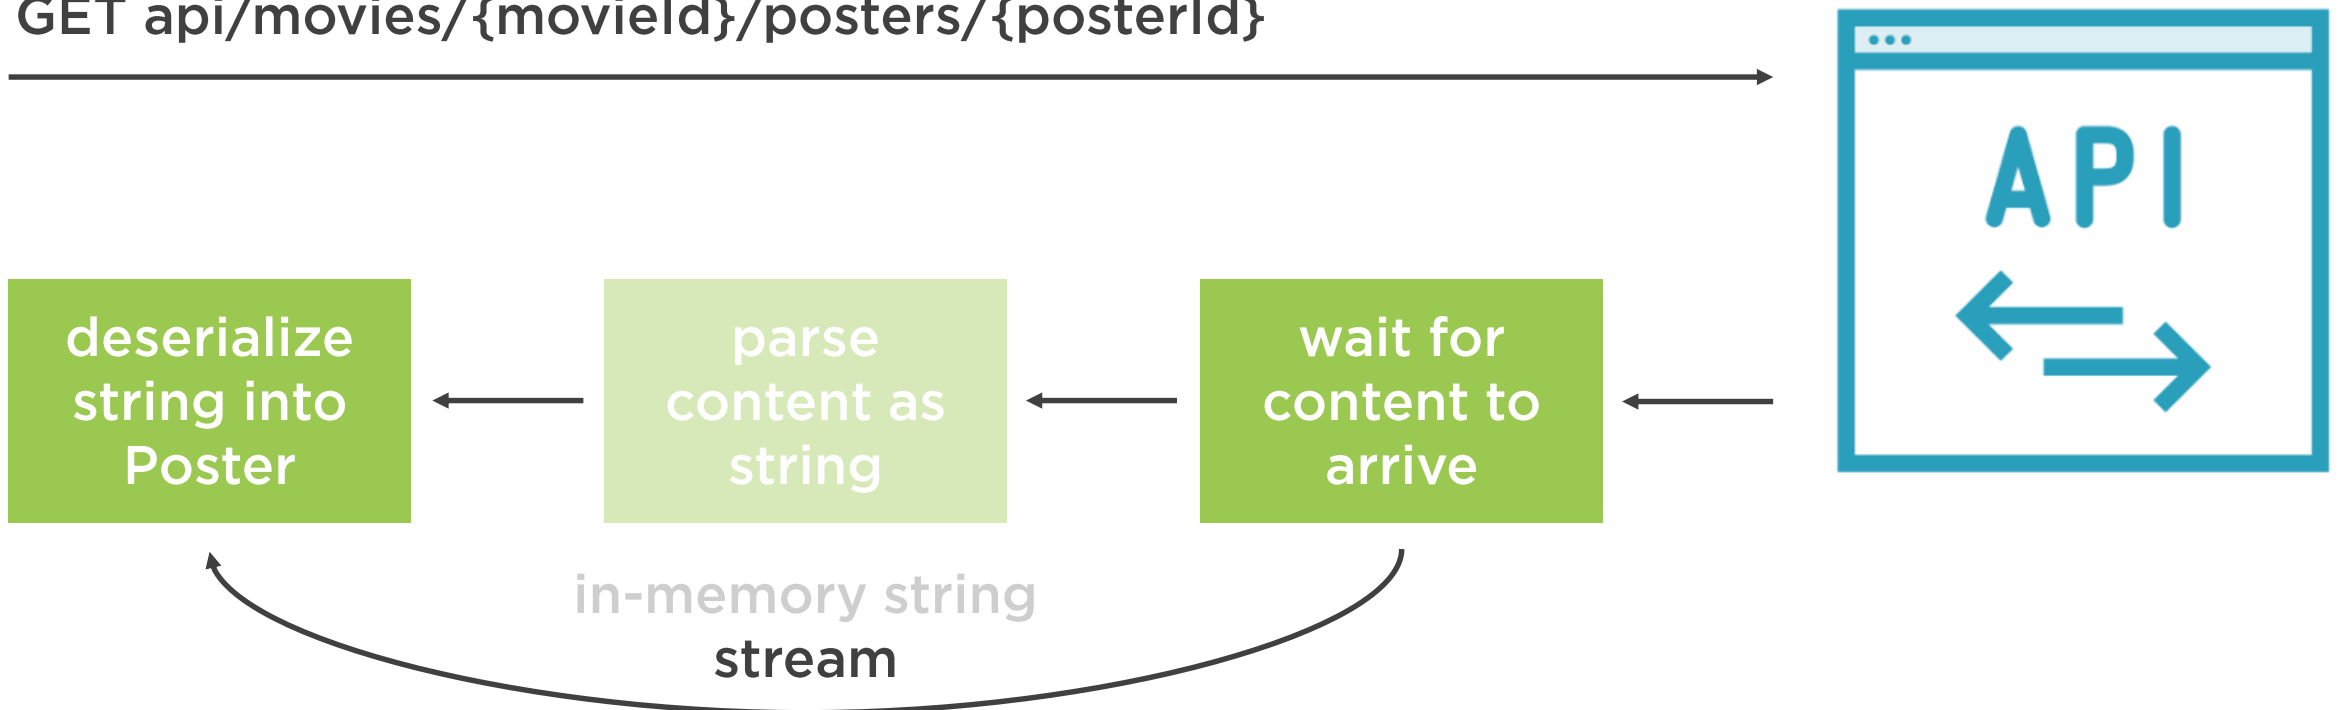 GET api/movies/{movieId}/posters/{posterId}
API
deserialize
string into
Poster
parse
content as
string
wait for
content to
arrive
in-memory string
stream